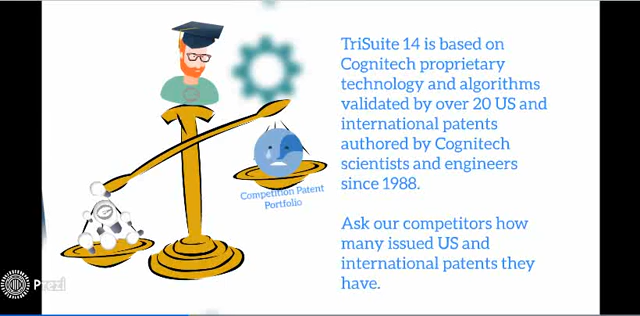 TriSuite 14 is based on
Cognitech proprietary
technology and algorithms
validated by over 20 US and
international patents
authored by Cognitech
scientists and engineers
since 1988.
Ask our competitors how
many issued US and
international patents they
have.
Competition Patent
Portfolio
Prezi